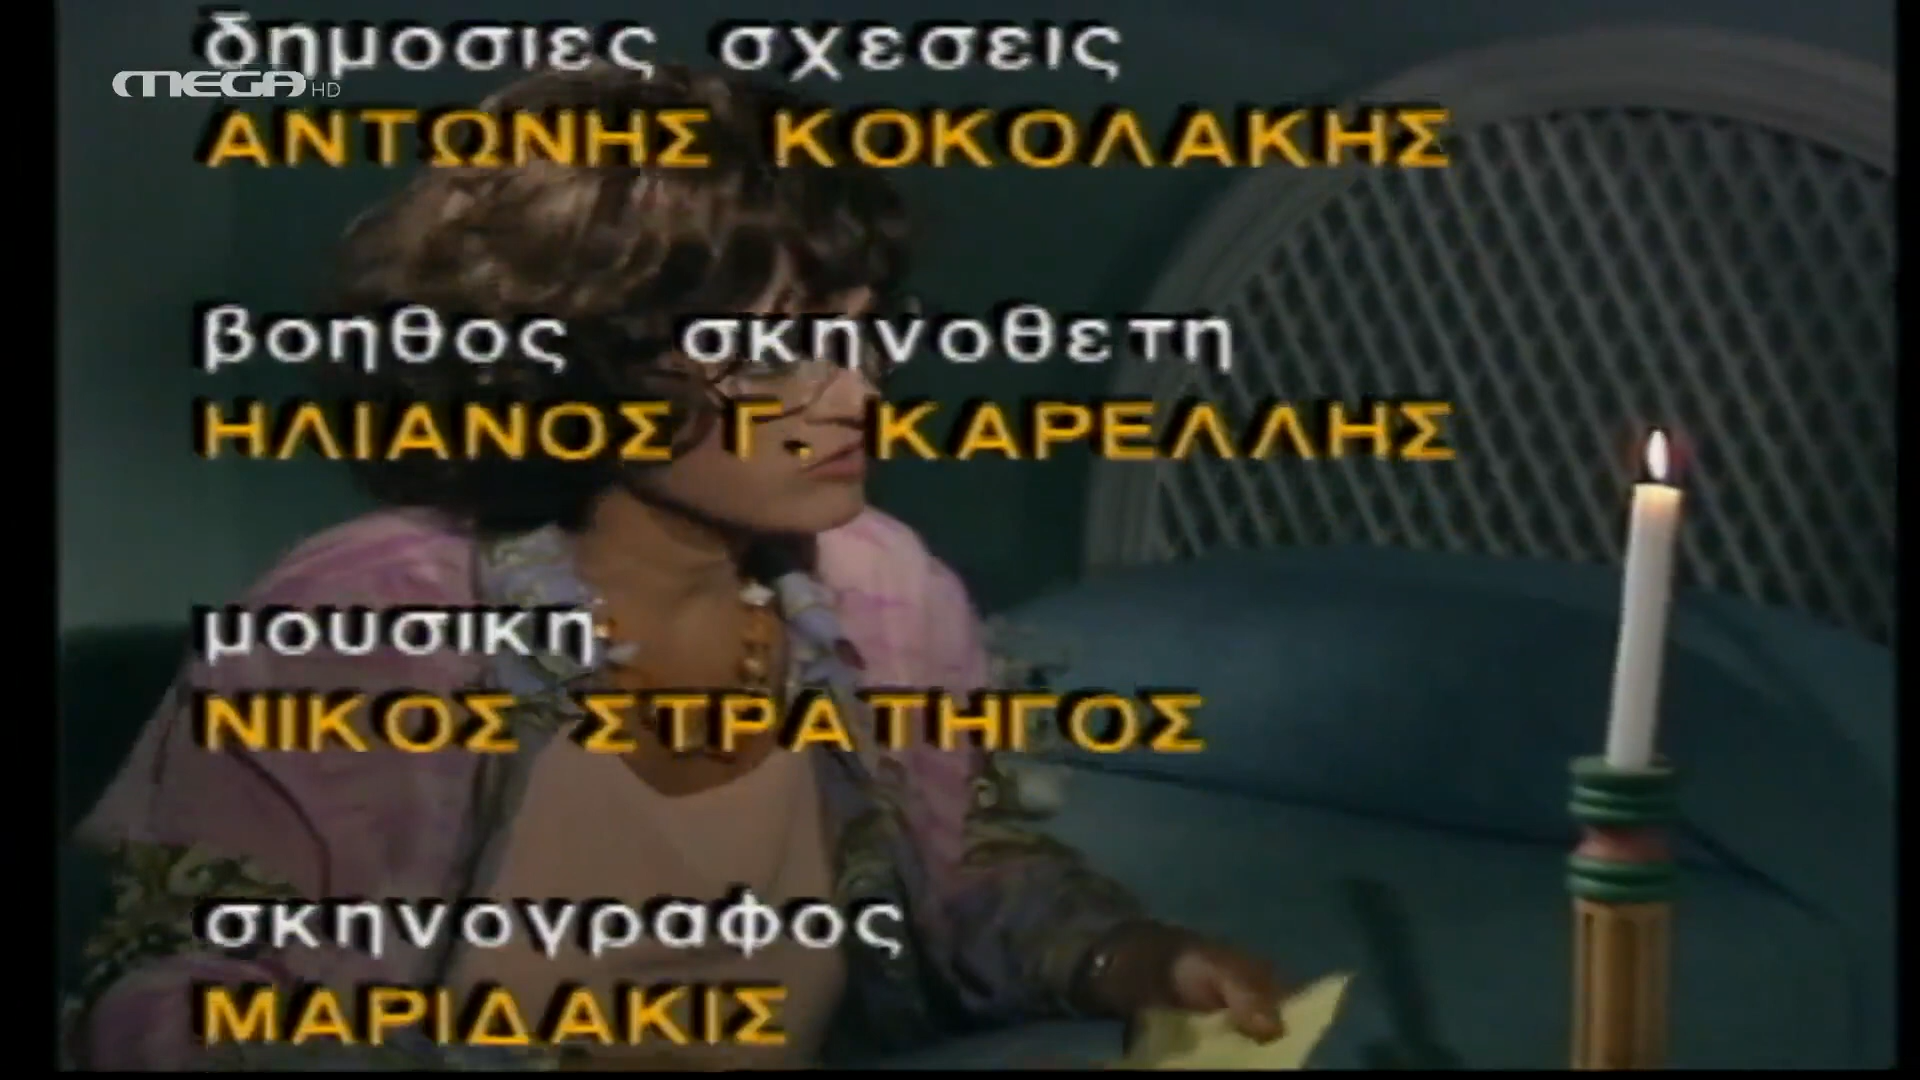 δημοσιες σχεσεις
MEGA HD
ΑΝΤΩΝΗΣ ΚΟΚΟΛΑΚΗΣ
βοηθος σκηνοθετη
ΗΛΙΑΝΟΣ Γ. ΚΑΡΕΛΛΗΣ
μουσικη
ΝΙΚΟΣ ΣΤΡΑΤΗΓΟΣ
σκηνογραφος
ΜΑΡΙΔΑΚΙΣ